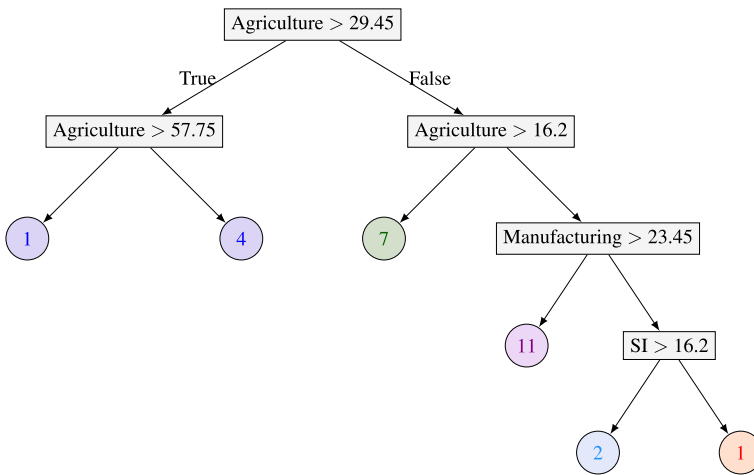 Agriculture > 29.45
True
False
Agriculture > 57.75
Agriculture > 16.2
1
4
7
Manufacturing > 23.45
11
SI > 16.2
2
1